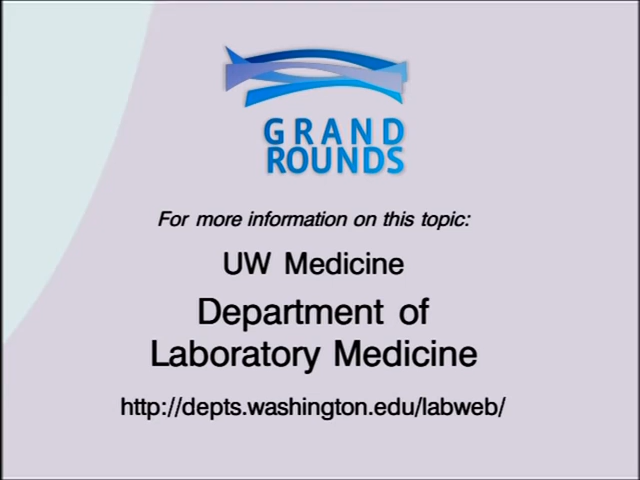 GRAND
ROUNDS
For more information on this topic:
UW Medicine
Department of
Laboratory Medicine
http://depts.washington.edu/labweb/